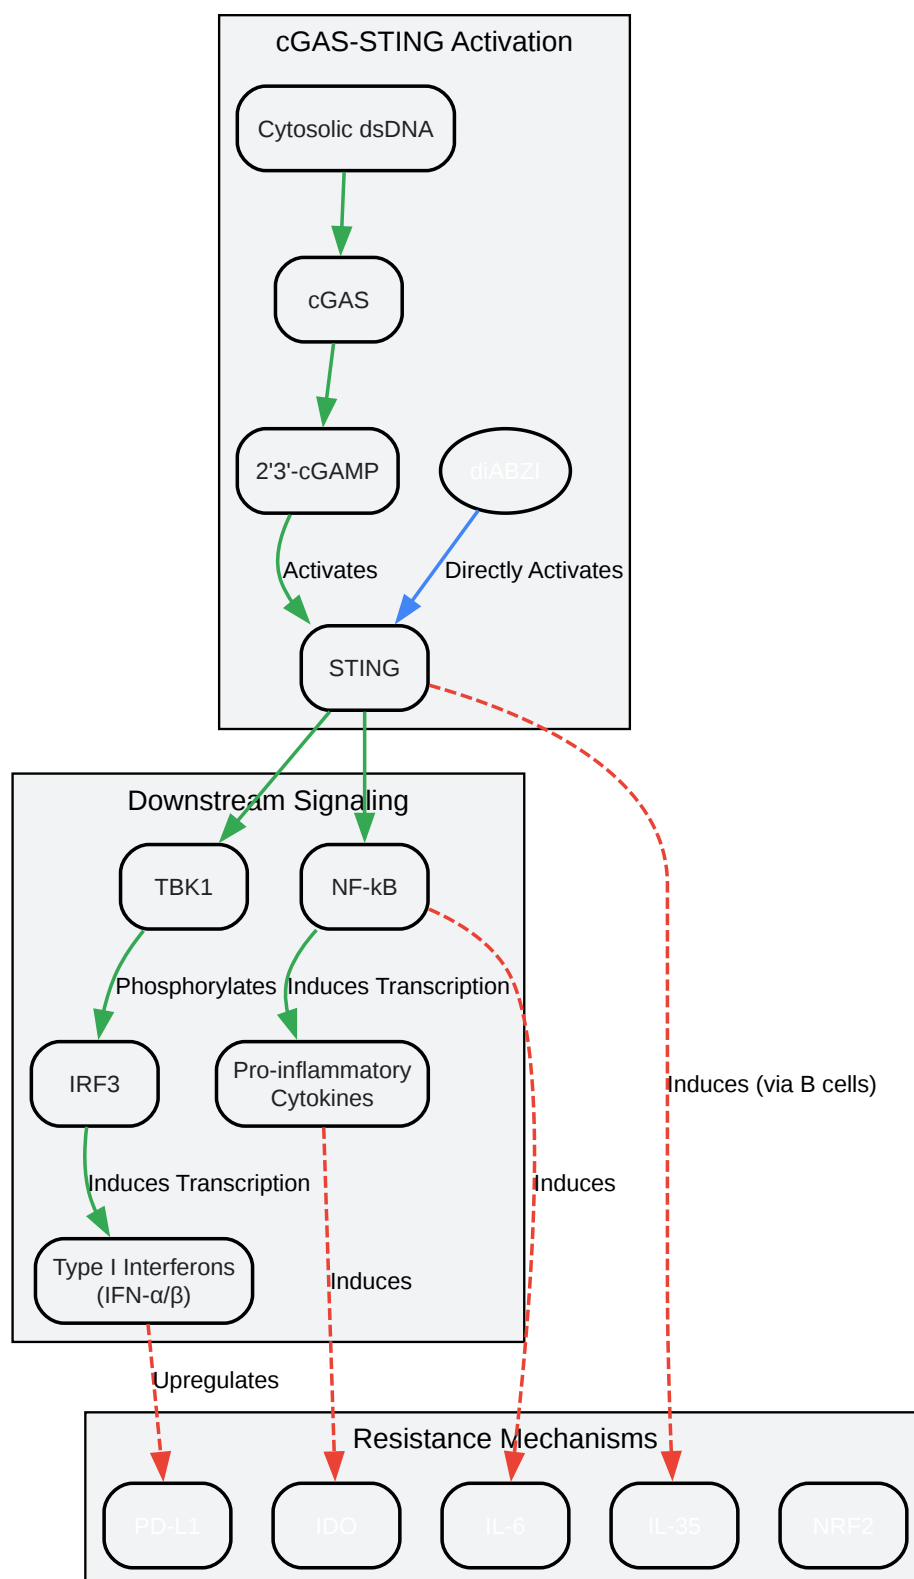 cGAS-STING Activation
Cytosolic dsDNA
cGAS
2'3'-cGAMP
diABZI
Activates
Directly Activates
STING
Downstream Signaling
TBK1
NF-kB
Phosphorylates
Induces Transcription
IRF3
Pro-inflammatory
Cytokines
Induces (via B cells)
Induces Transcription
Induces
Type I Interferons
(IFN-α/β)
Induces
Upregulates
Resistance Mechanisms
PD-L1
IDO
IL-6
IL-35
NRF2